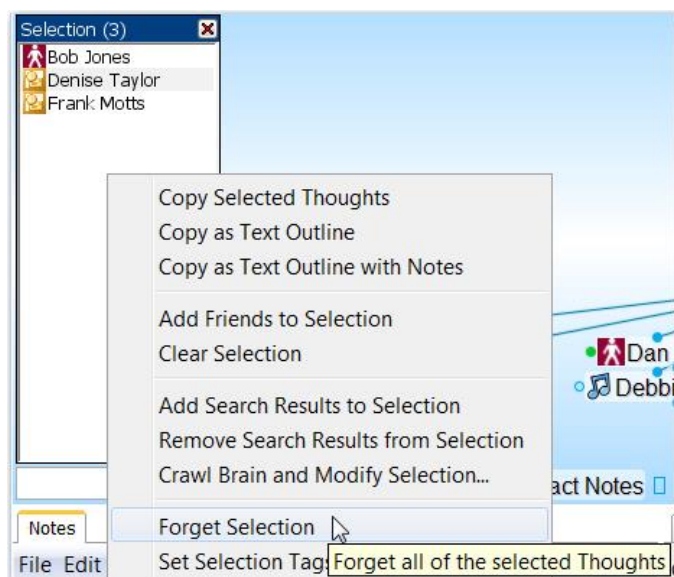 Selection (3)
Bob Jones
Denise Taylor
Frank Motts
Copy Selected Thoughts
Copy as Text Outline
Copy as Text Outline with Notes
Add Friends to Selection
Clear Selection
Dan
Debbi
Add Search Results to Selection
Remove Search Results from Selection
Crawl Brain and Modify Selection...
act Notes
Notes
Forget Selection
File Edit
Set Selection Tag
Forget all of the selected Thoughts